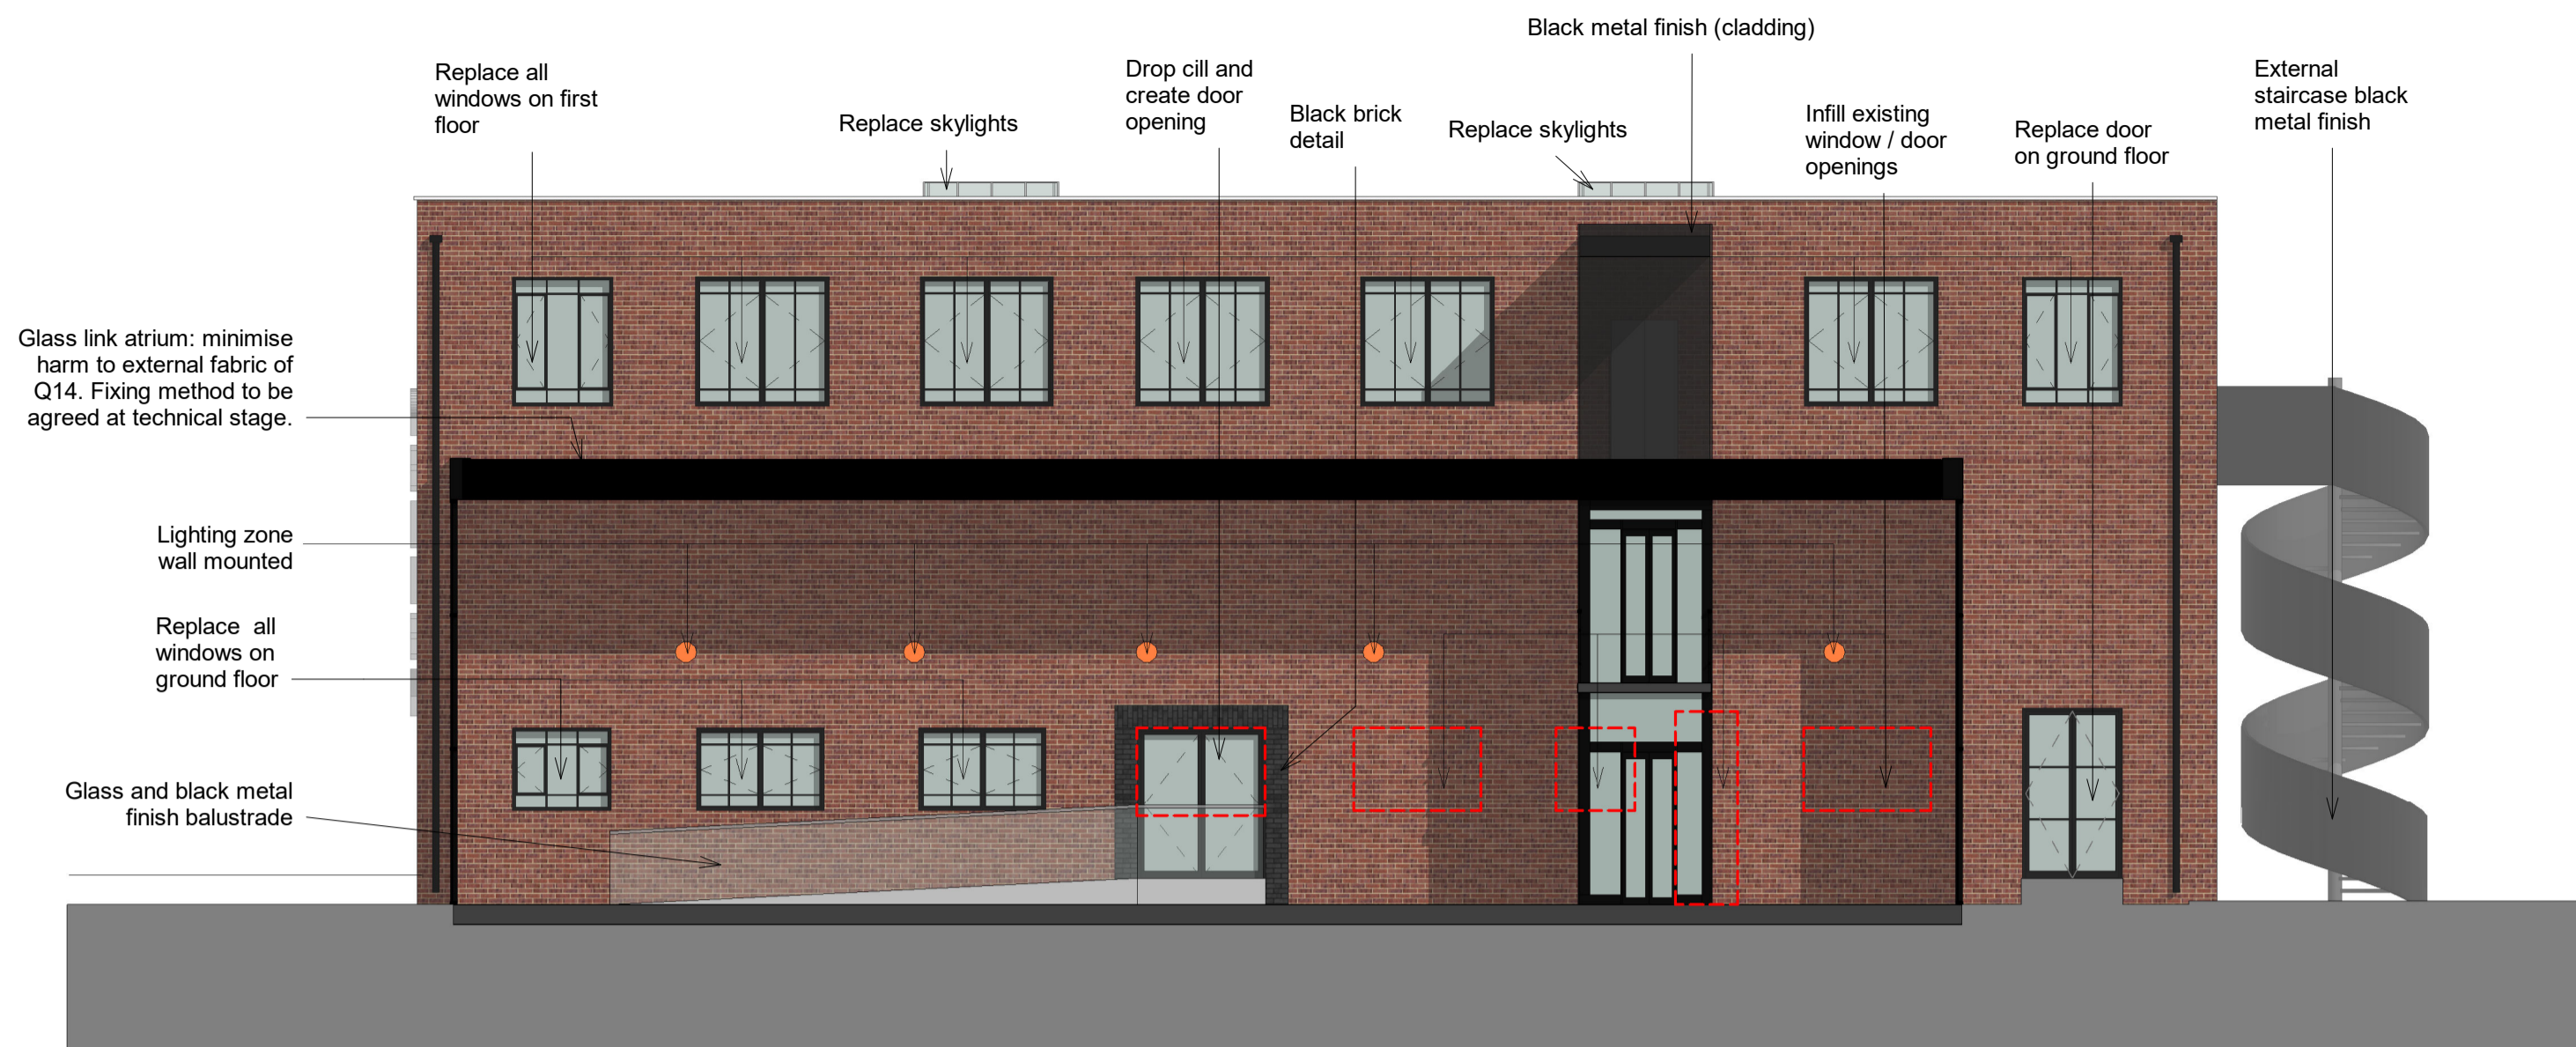 Black metal finish (cladding)
Replace all
windows on first
floor
Replace skylights
Drop cill and
create door
opening
Black brick
detail
Replace skylights
Infill existing
window / door
openings
Replace door
on ground floor
External
staircase black
metal finish
Glass link atrium: minimise
harm to external fabric of
Q14. Fixing method to be
agreed at technical stage.
Lighting zone
wall mounted
Replace all
windows on
ground floor
Glass and black metal
finish balustrade